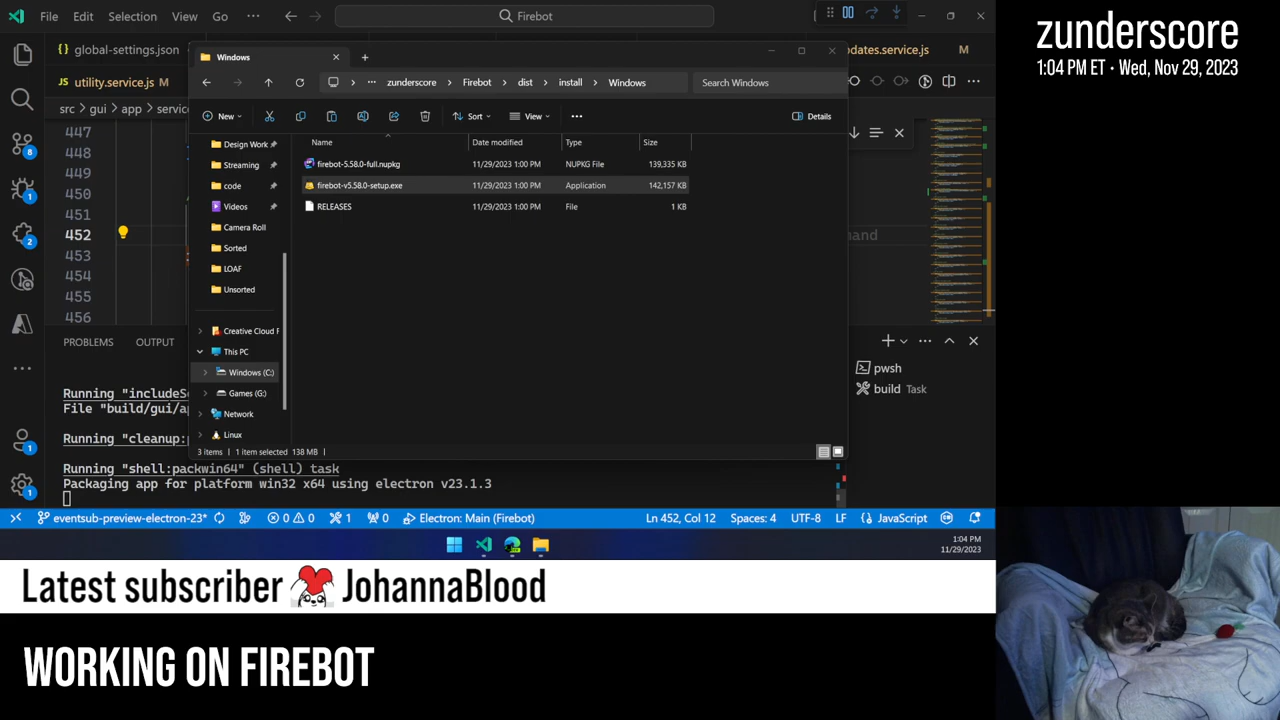 File Edit Selection View Go ··· Firebot
global-settings.json
dates.service.js M
utility.service.js M
src > gui > app > servic
Windows
zunderscore > Firebot > dist > install > Windows
Search Windows
New Sort View Details
Name Date modified Type Size
firebot-5.58.0-full.nupkg 11/29/2023 1:00 PM NUPKG File 139,335 KB
firebot-v5.58.0-setup.exe 11/29/2023 1:00 PM Application 142,157 KB
RELEASES 11/29/2023 1:00 PM File 1 KB
Streaming
code
Videos
Camera Roll
Sorted
LOAF
Unsorted
Creative Cloud F
This PC
Windows (C:)
Games (G:)
Network
Linux
3 items 1 item selected 138 MB
447
448
449
450
451
452
453
454
455
456
mand
8
1
2
1
1
PROBLEMS OUTPUT
pwsh
build Task
Running "includeS
File "build/gui/ap
Running "cleanup:p
Running "shell:packwin64" (shell) task
Packaging app for platform win32 x64 using electron v23.1.3
eventsub-preview-electron-23* 0 0 1 0 Electron: Main (Firebot) Ln 452, Col 12 Spaces: 4 UTF-8 LF JavaScript
1:04 PM
11/29/2023
zunderscore
1:04 PM ET • Wed, Nov 29, 2023
Latest subscriber JohannaBlood
WORKING ON FIREBOT